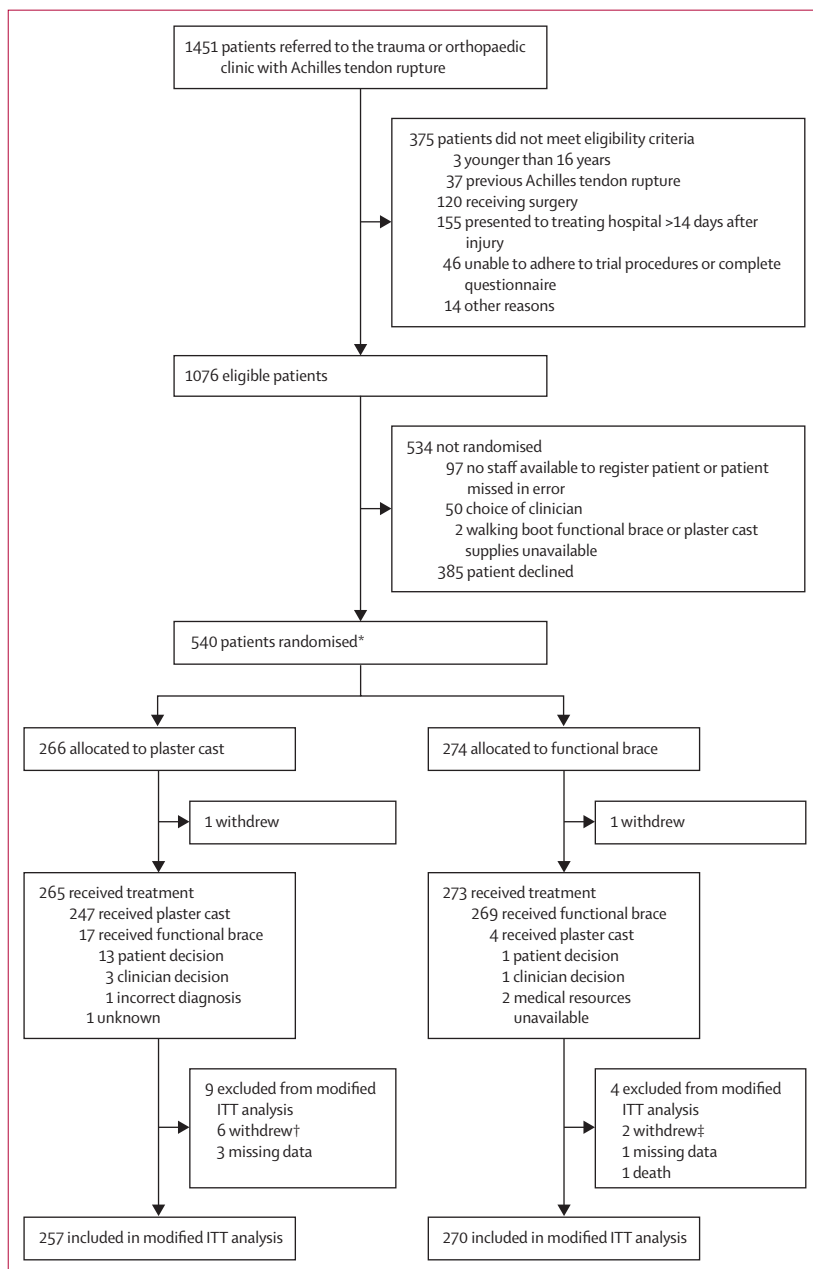 1451 patients referred to the trauma or orthopaedic
clinic with Achilles tendon rupture
375 patients did not meet eligibility criteria
3 younger than 16 years
37 previous Achilles tendon rupture
120 receiving surgery
155 presented to treating hospital >14 days after
injury
46 unable to adhere to trial procedures or complete
questionnaire
14 other reasons
1076 eligible patients
534 not randomised
97 no staff available to register patient or patient
missed in error
50 choice of clinician
2 walking boot functional brace or plaster cast
supplies unavailable
385 patient declined
540 patients randomised*
266 allocated to plaster cast
274 allocated to functional brace
1 withdrew
1 withdrew
265 received treatment
247 received plaster cast
17 received functional brace
13 patient decision
3 clinician decision
1 incorrect diagnosis
1 unknown
273 received treatment
269 received functional brace
4 received plaster cast
1 patient decision
1 clinician decision
2 medical resources
unavailable
9 excluded from modified
ITT analysis
6 withdrew†
3 missing data
4 excluded from modified
ITT analysis
2 withdrew‡
1 missing data
1 death
257 included in modified ITT analysis
270 included in modified ITT analysis